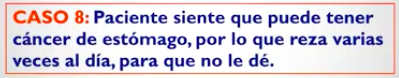 CASO 8: Paciente siente que puede tener
cáncer de estómago, por lo que reza varias
veces al día, para que no le dé.